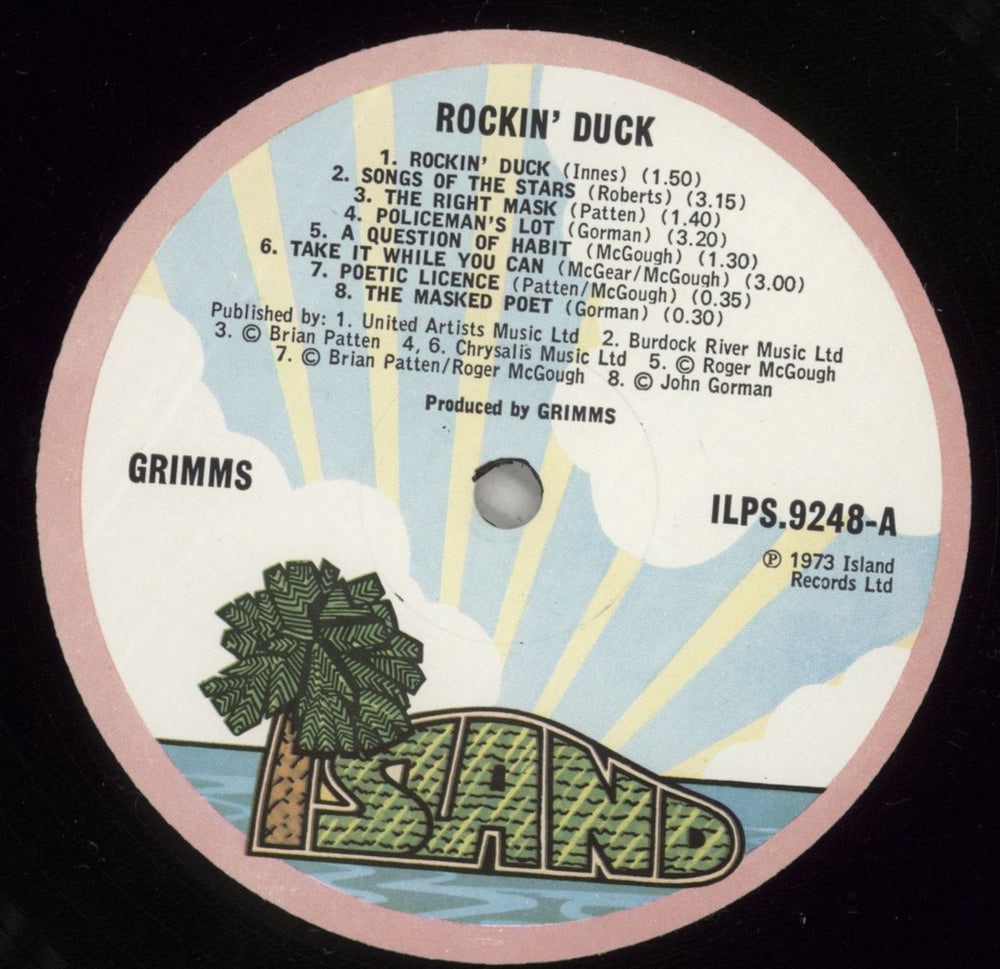 ROCKIN' DUCK
1. ROCKIN' DUCK (Innes) (1.50)
2. SONGS OF THE STARS (Roberts) (3.15)
3. THE RIGHT MASK (Patten) (1.40)
4. POLICEMAN'S LOT (Gorman) (3.20)
5. A QUESTION OF HABIT (McGough) (1.30)
6. TAKE IT WHILE YOU CAN (McGear/McGough) (3.00)
7. POETIC LICENCE (Patten/McGough) (0.35)
8. THE MASKED POET (Gorman) (0.30)
Published by: 1. United Artists Music Ltd 2. Burdock River Music Ltd
3. © Brian Patten 4, 6. Chrysalis Music Ltd 5. © Roger McGough
7. © Brian Patten/Roger McGough 8. © John Gorman
Produced by GRIMMS
GRIMMS
ILPS.9248-A
℗ 1973 Island
Records Ltd
ISLAND